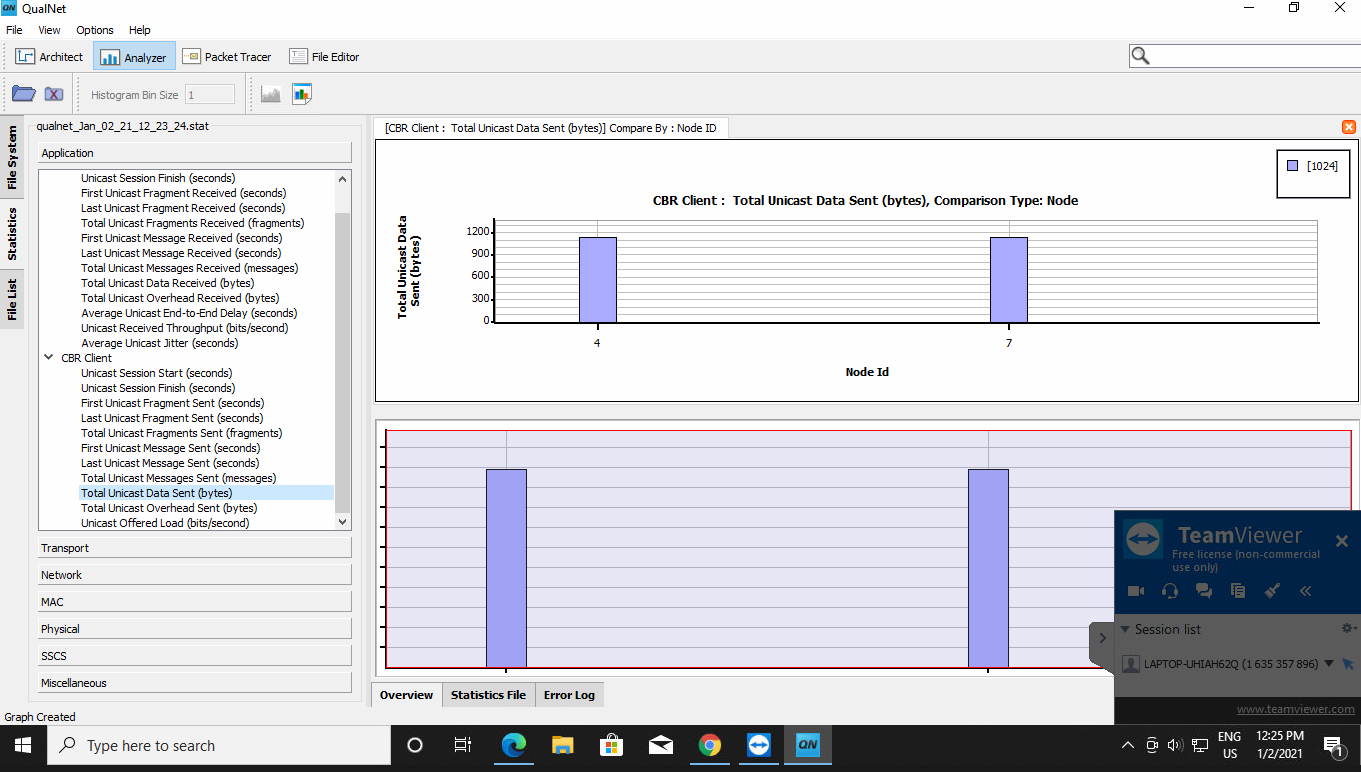 QN QualNet
File View Options Help
Architect Analyzer Packet Tracer File Editor
Histogram Bin Size 1
File System
Statistics
File List
qualnet_Jan_02_21_12_23_24.stat
Application
Unicast Session Finish (seconds)
First Unicast Fragment Received (seconds)
Last Unicast Fragment Received (seconds)
Total Unicast Fragments Received (fragments)
First Unicast Message Received (seconds)
Last Unicast Message Received (seconds)
Total Unicast Messages Received (messages)
Total Unicast Data Received (bytes)
Total Unicast Overhead Received (bytes)
Average Unicast End-to-End Delay (seconds)
Unicast Received Throughput (bits/second)
Average Unicast Jitter (seconds)
CBR Client
Unicast Session Start (seconds)
Unicast Session Finish (seconds)
First Unicast Fragment Sent (seconds)
Last Unicast Fragment Sent (seconds)
Total Unicast Fragments Sent (fragments)
First Unicast Message Sent (seconds)
Last Unicast Message Sent (seconds)
Total Unicast Messages Sent (messages)
Total Unicast Data Sent (bytes)
Total Unicast Overhead Sent (bytes)
Unicast Offered Load (bits/second)
Transport
Network
MAC
Physical
SSCS
Miscellaneous
Graph Created
[CBR Client : Total Unicast Data Sent (bytes)] Compare By : Node ID
[1024]
CBR Client : Total Unicast Data Sent (bytes), Comparison Type: Node
Total Unicast Data
Sent (bytes)
1200
900
600
300
0
4 7
Node Id
Overview Statistics File Error Log
TeamViewer
Free license (non-commercial
use only)
Session list
LAPTOP-UHIAH62Q (1 635 357 896)
www.teamviewer.com
Type here to search
QN
ENG
US
12:25 PM
1/2/2021
1